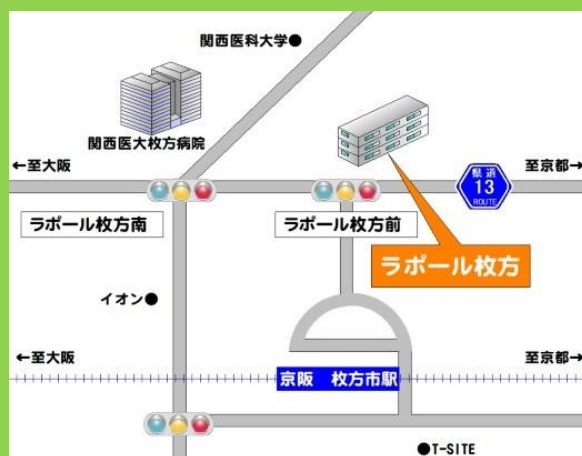 関西医科大学●
関西医大枚方病院
←至大阪
至京都→
県道
13
ROUTE
ラポール枚方南
ラポール枚方前
ラポール枚方
イオン●
←至大阪
至京都→
京阪 枚方市駅
●T-SITE